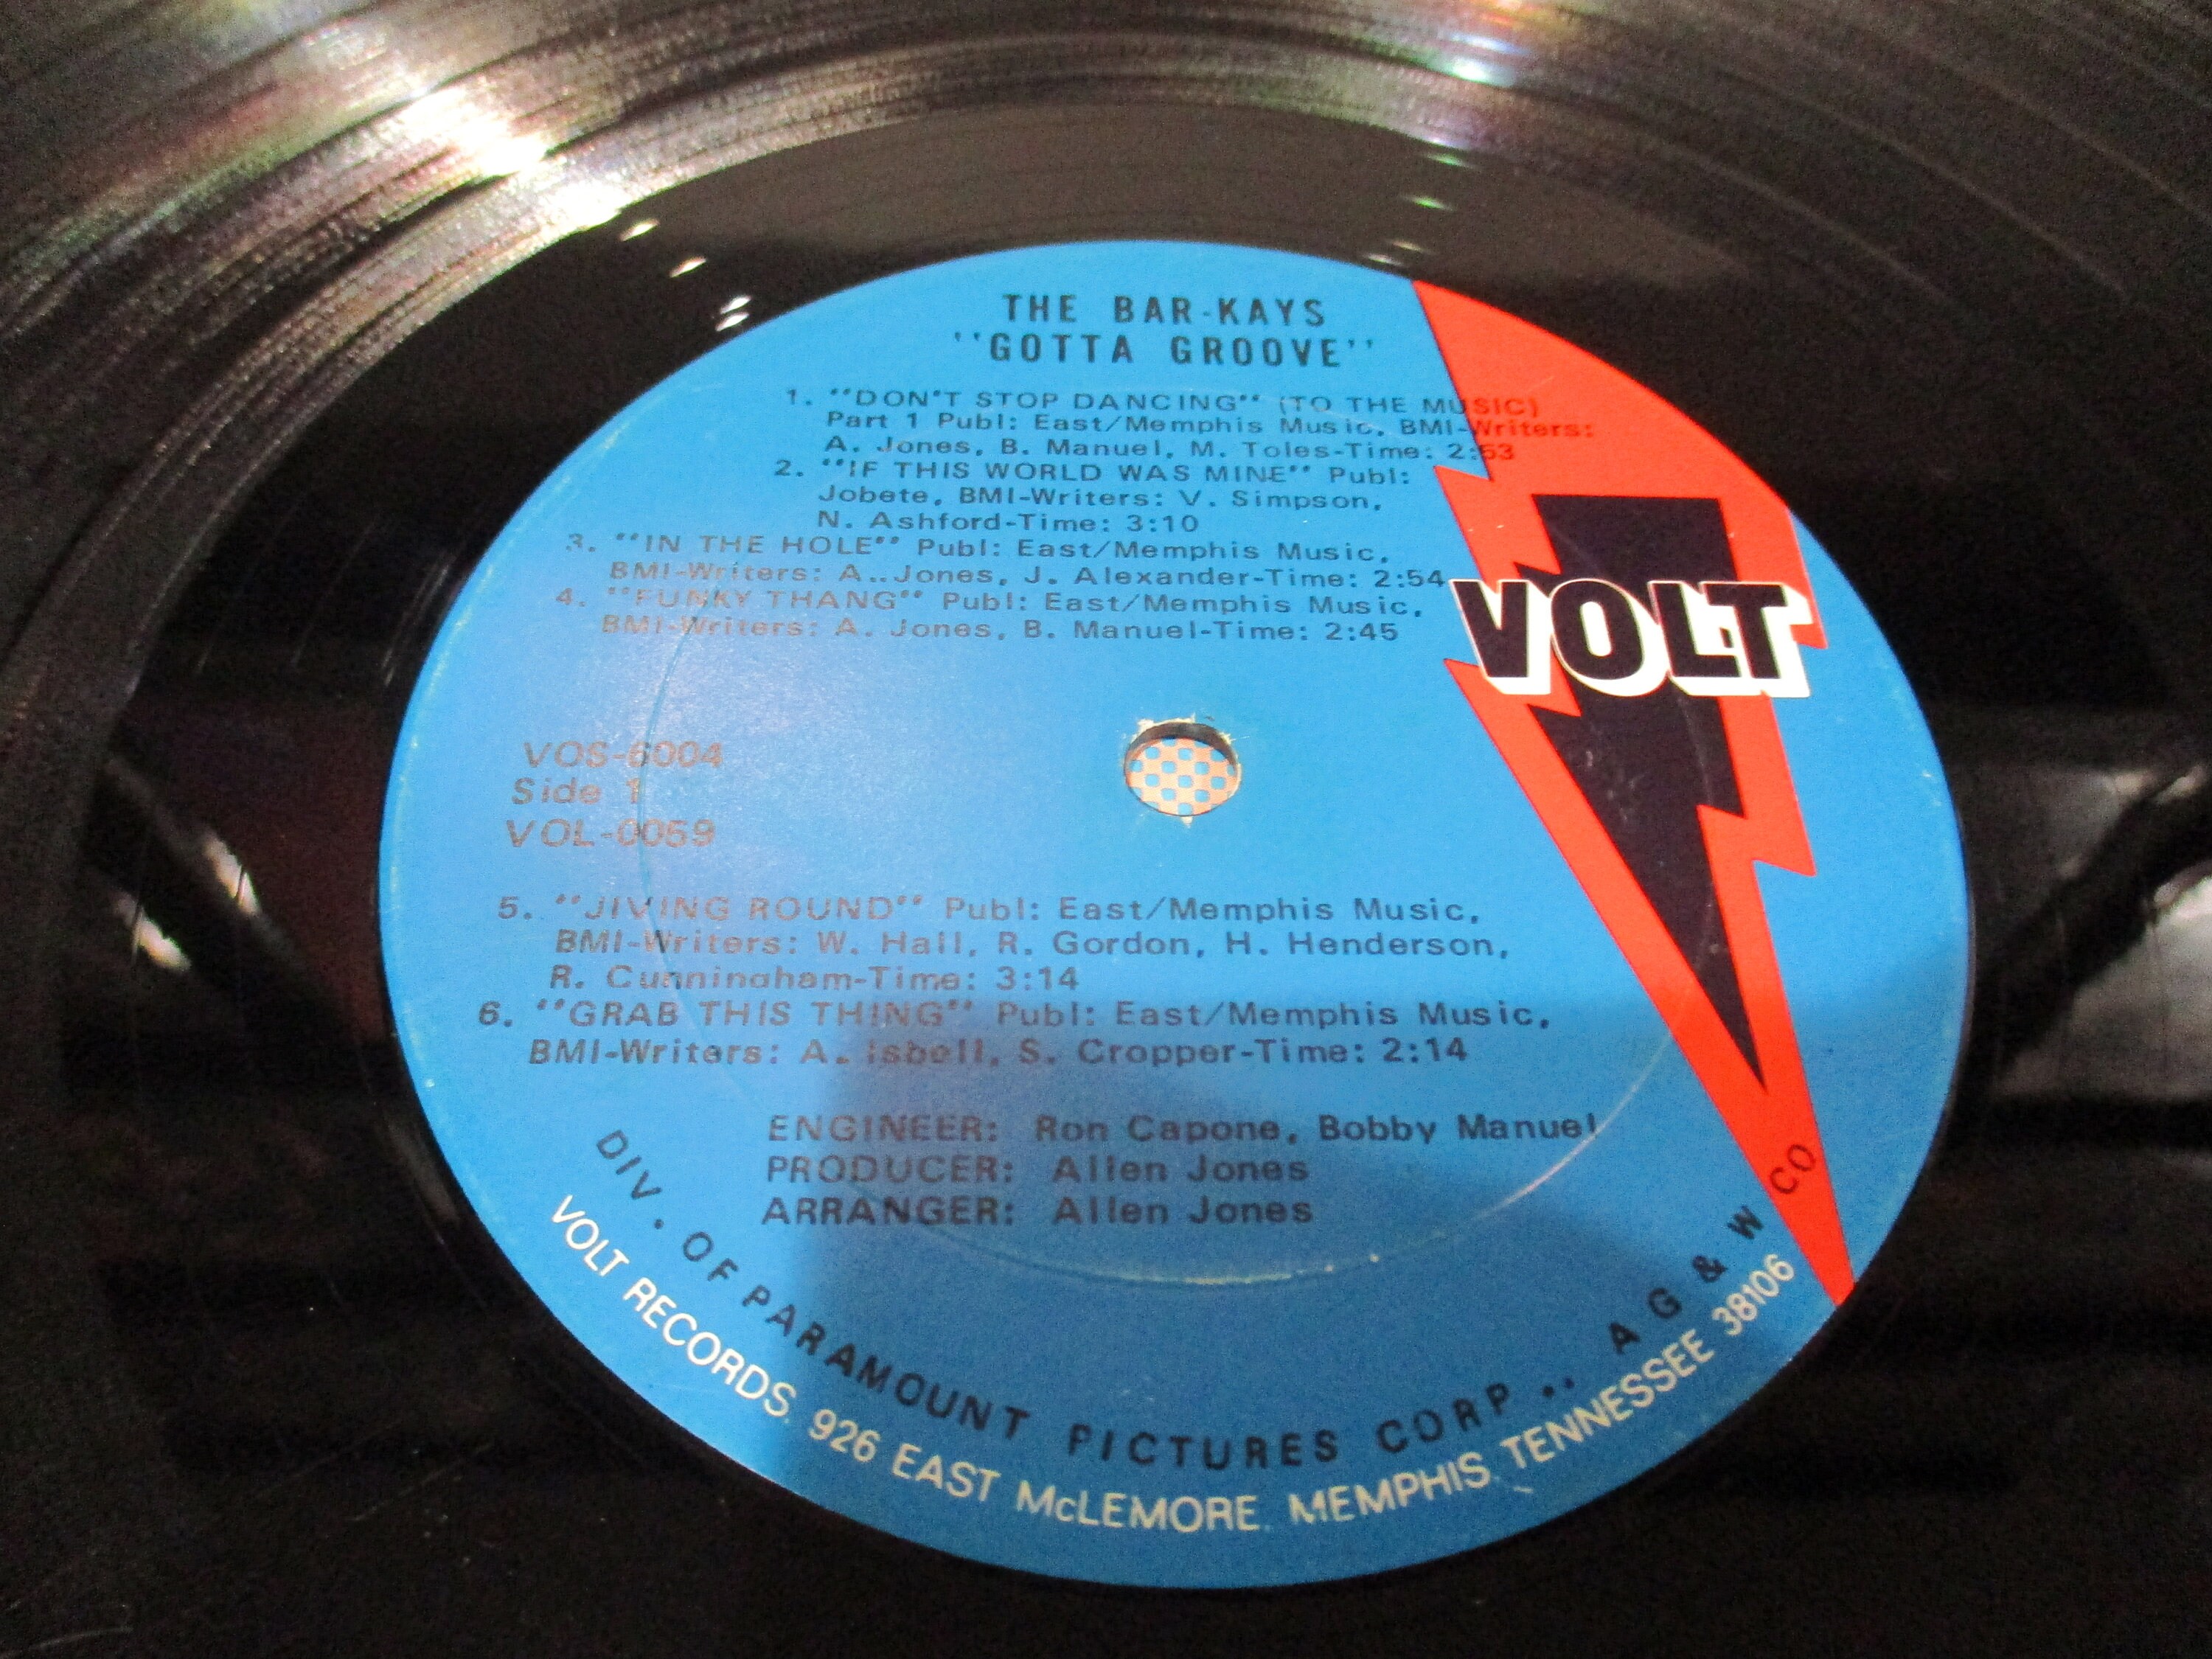 THE BAR-KAYS
"GOTTA GROOVE"
1. "DON'T STOP DANCING" (TO THE MUSIC)
Part 1 Publ: East/Memphis Music, BMI-Writers:
A. Jones, B. Manuel, M. Toles-Time: 2:53
2. "IF THIS WORLD WAS MINE" Publ:
Jobete, BMI-Writers: V. Simpson,
N. Ashford-Time: 3:10
3. "IN THE HOLE" Publ: East/Memphis Music,
BMI-Writers: A. Jones, J. Alexander-Time: 2:54
4. "FUNKY THANG" Publ: East/Memphis Music,
BMI-Writers: A. Jones, B. Manuel-Time: 2:45
VOLT
VOS-6004
Side 1
VOL-0059
5. "JIVING ROUND" Publ: East/Memphis Music,
BMI-Writers: W. Hall, R. Gordon, H. Henderson,
R. Cunningham-Time: 3:14
6. "GRAB THIS THING" Publ: East/Memphis Music,
BMI-Writers: A. Isbell, S. Cropper-Time: 2:14
ENGINEER: Ron Capone, Bobby Manuel
PRODUCER: Allen Jones
ARRANGER: Allen Jones
DIV. OF PARAMOUNT PICTURES CORP.. A G & W CO
VOLT RECORDS, 926 EAST McLEMORE, MEMPHIS, TENNESSEE 38106